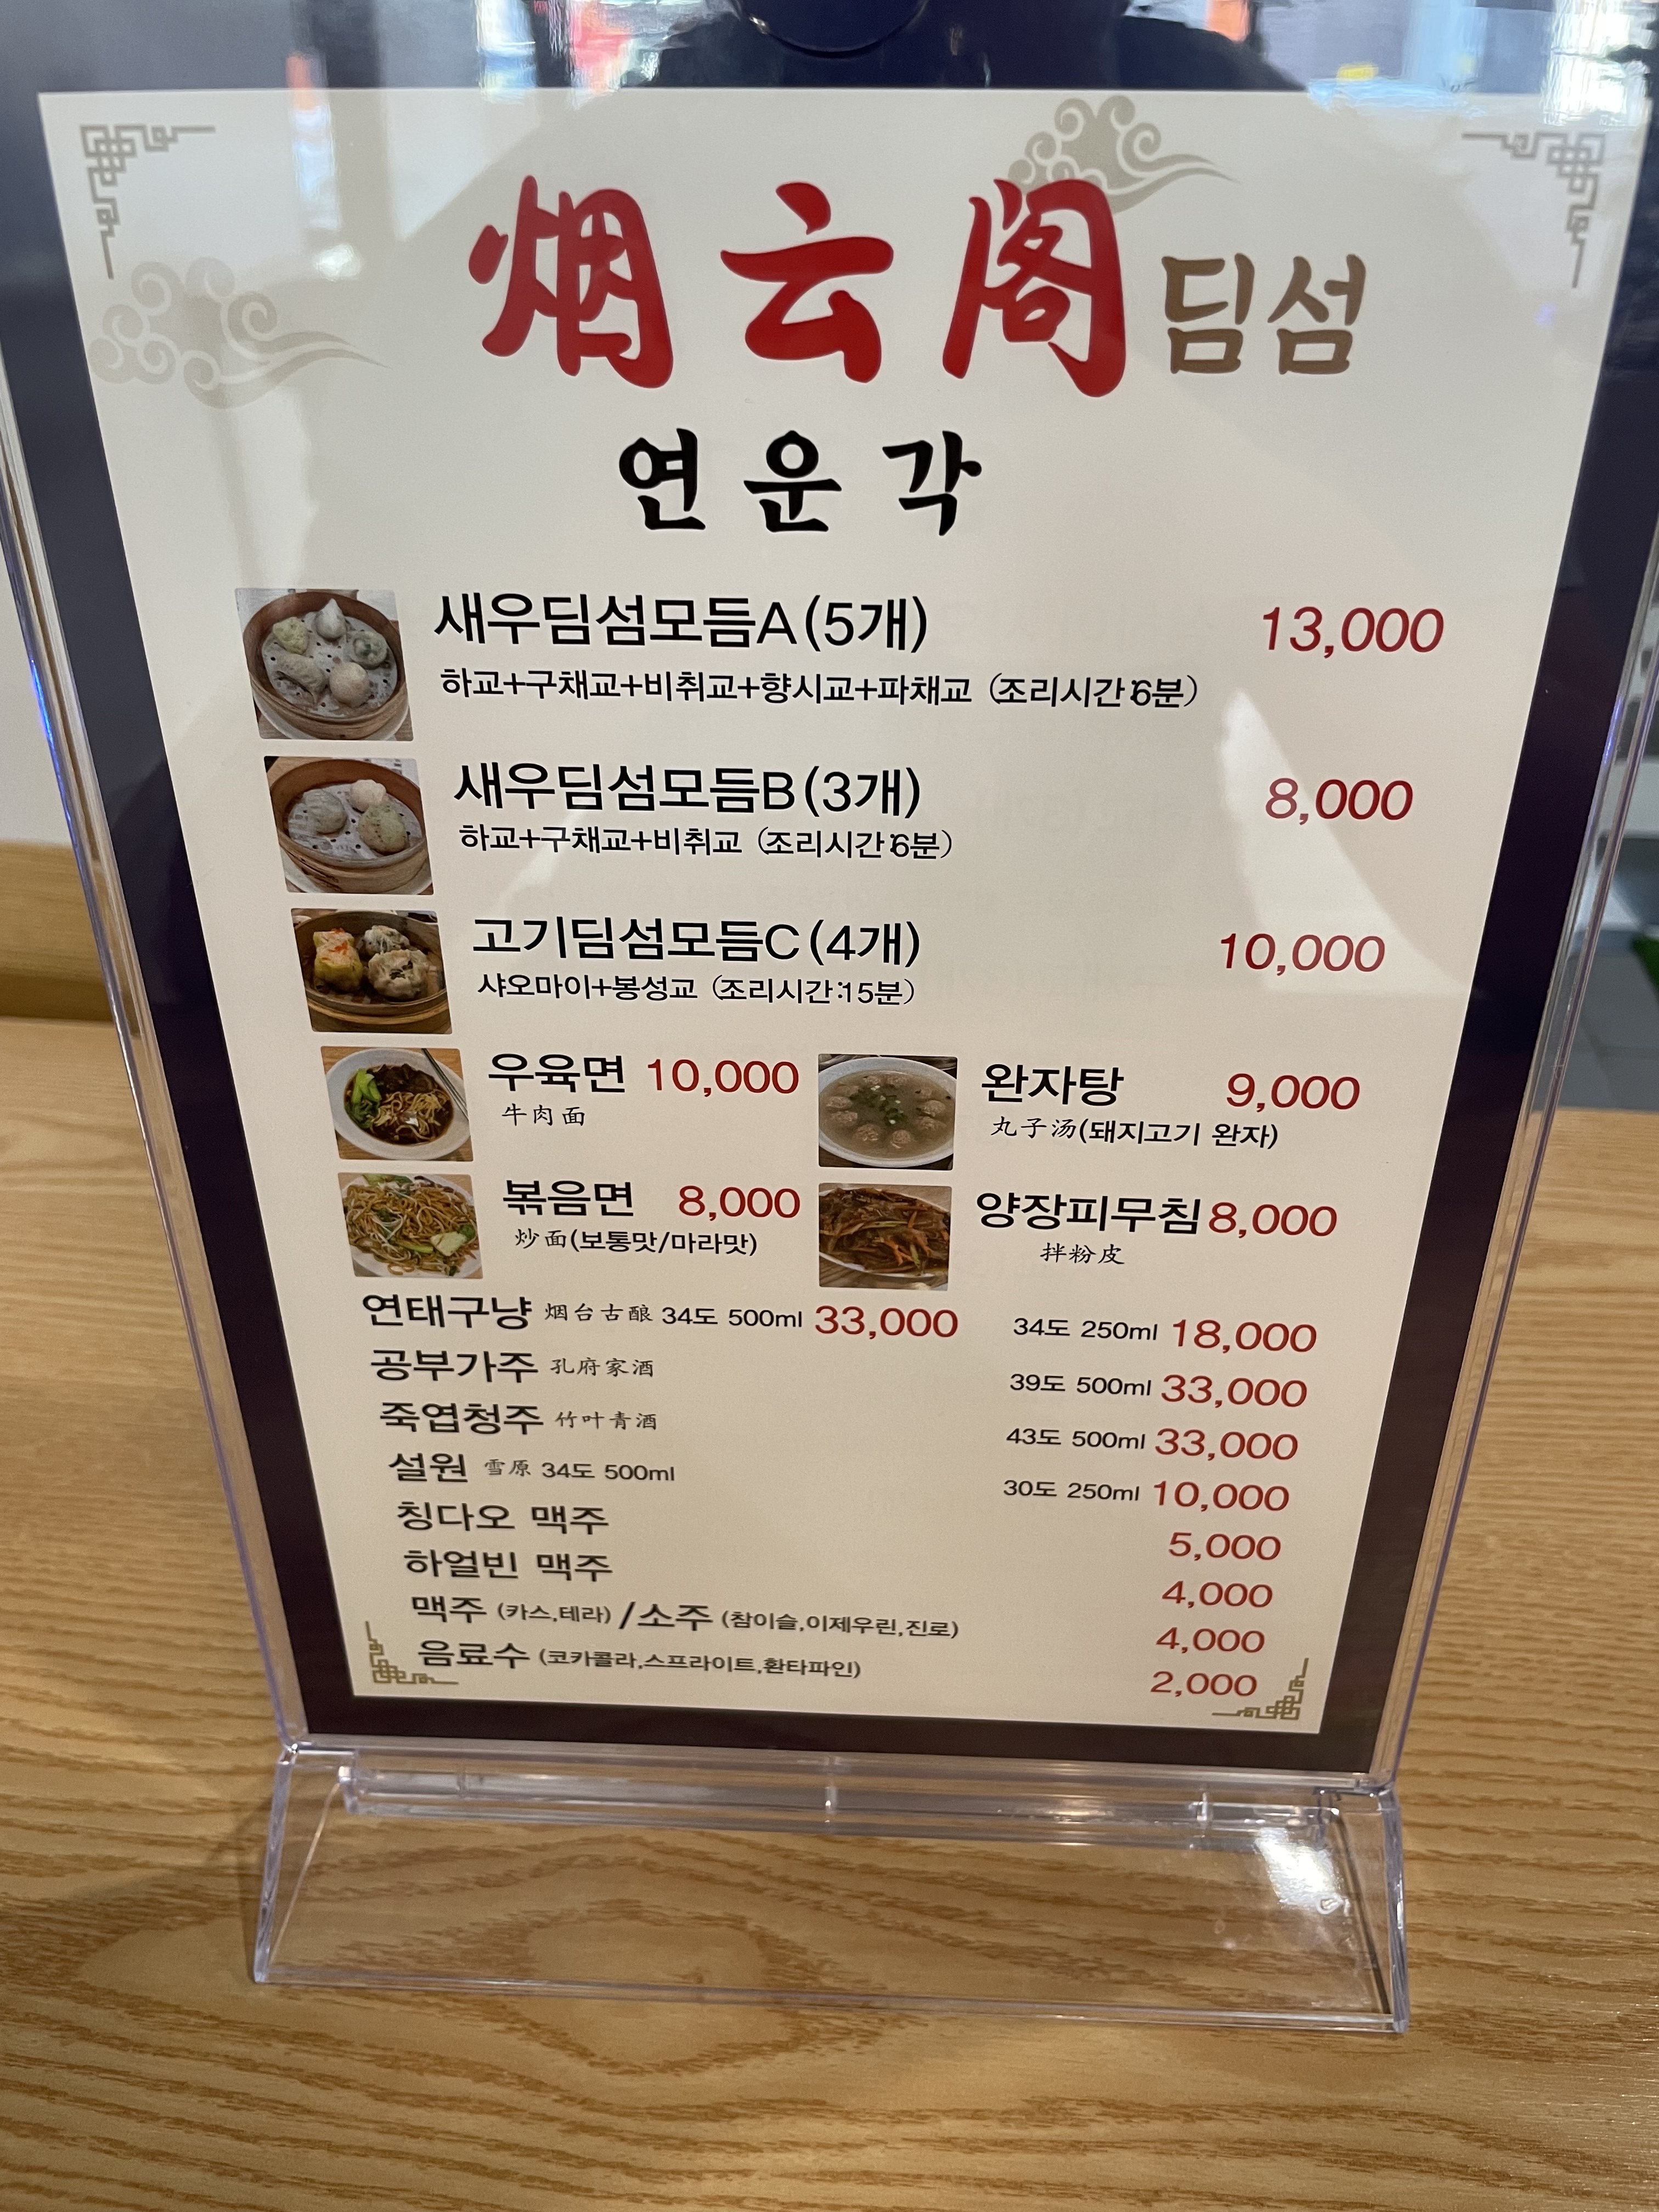 烟云阁 딤섬
연운각
새우딤섬모듬A(5개) 13,000
하교+구채교+비취교+향시교+파채교 (조리시간:6분)
새우딤섬모듬B(3개) 8,000
하교+구채교+비취교 (조리시간:6분)
고기딤섬모듬C(4개) 10,000
샤오마이+봉성교 (조리시간:15분)
우육면 10,000 완자탕 9,000
牛肉面 丸子汤(돼지고기 완자)
볶음면 8,000 양장피무침 8,000
炒面(보통맛/마라맛) 拌粉皮
연태구냥 烟台古酿 34도 500ml 33,000 34도 250ml 18,000
공부가주 孔府家酒 39도 500ml 33,000
죽엽청주 竹叶青酒 43도 500ml 33,000
설원 雪原 34도 500ml 30도 250ml 10,000
칭다오 맥주 5,000
하얼빈 맥주 4,000
맥주 (카스,테라) /소주 (참이슬,이제우린,진로) 4,000
음료수 (코카콜라,스프라이트,환타파인) 2,000